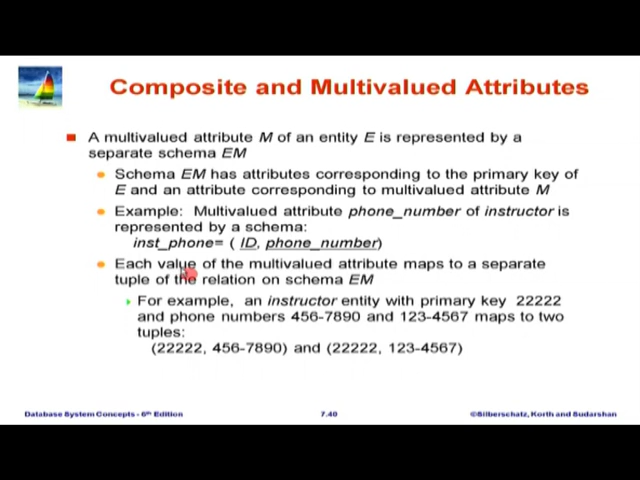 Composite and Multivalued Attributes
A multivalued attribute M of an entity E is represented by a
separate schema EM
Schema EM has attributes corresponding to the primary key of
E and an attribute corresponding to multivalued attribute M
Example: Multivalued attribute phone_number of instructor is
represented by a schema:
inst_phone= ( ID, phone_number)
Each value of the multivalued attribute maps to a separate
tuple of the relation on schema EM
For example, an instructor entity with primary key 22222
and phone numbers 456-7890 and 123-4567 maps to two
tuples:
(22222, 456-7890) and (22222, 123-4567)
Database System Concepts - 6th Edition
7.40
©Silberschatz, Korth and Sudarshan